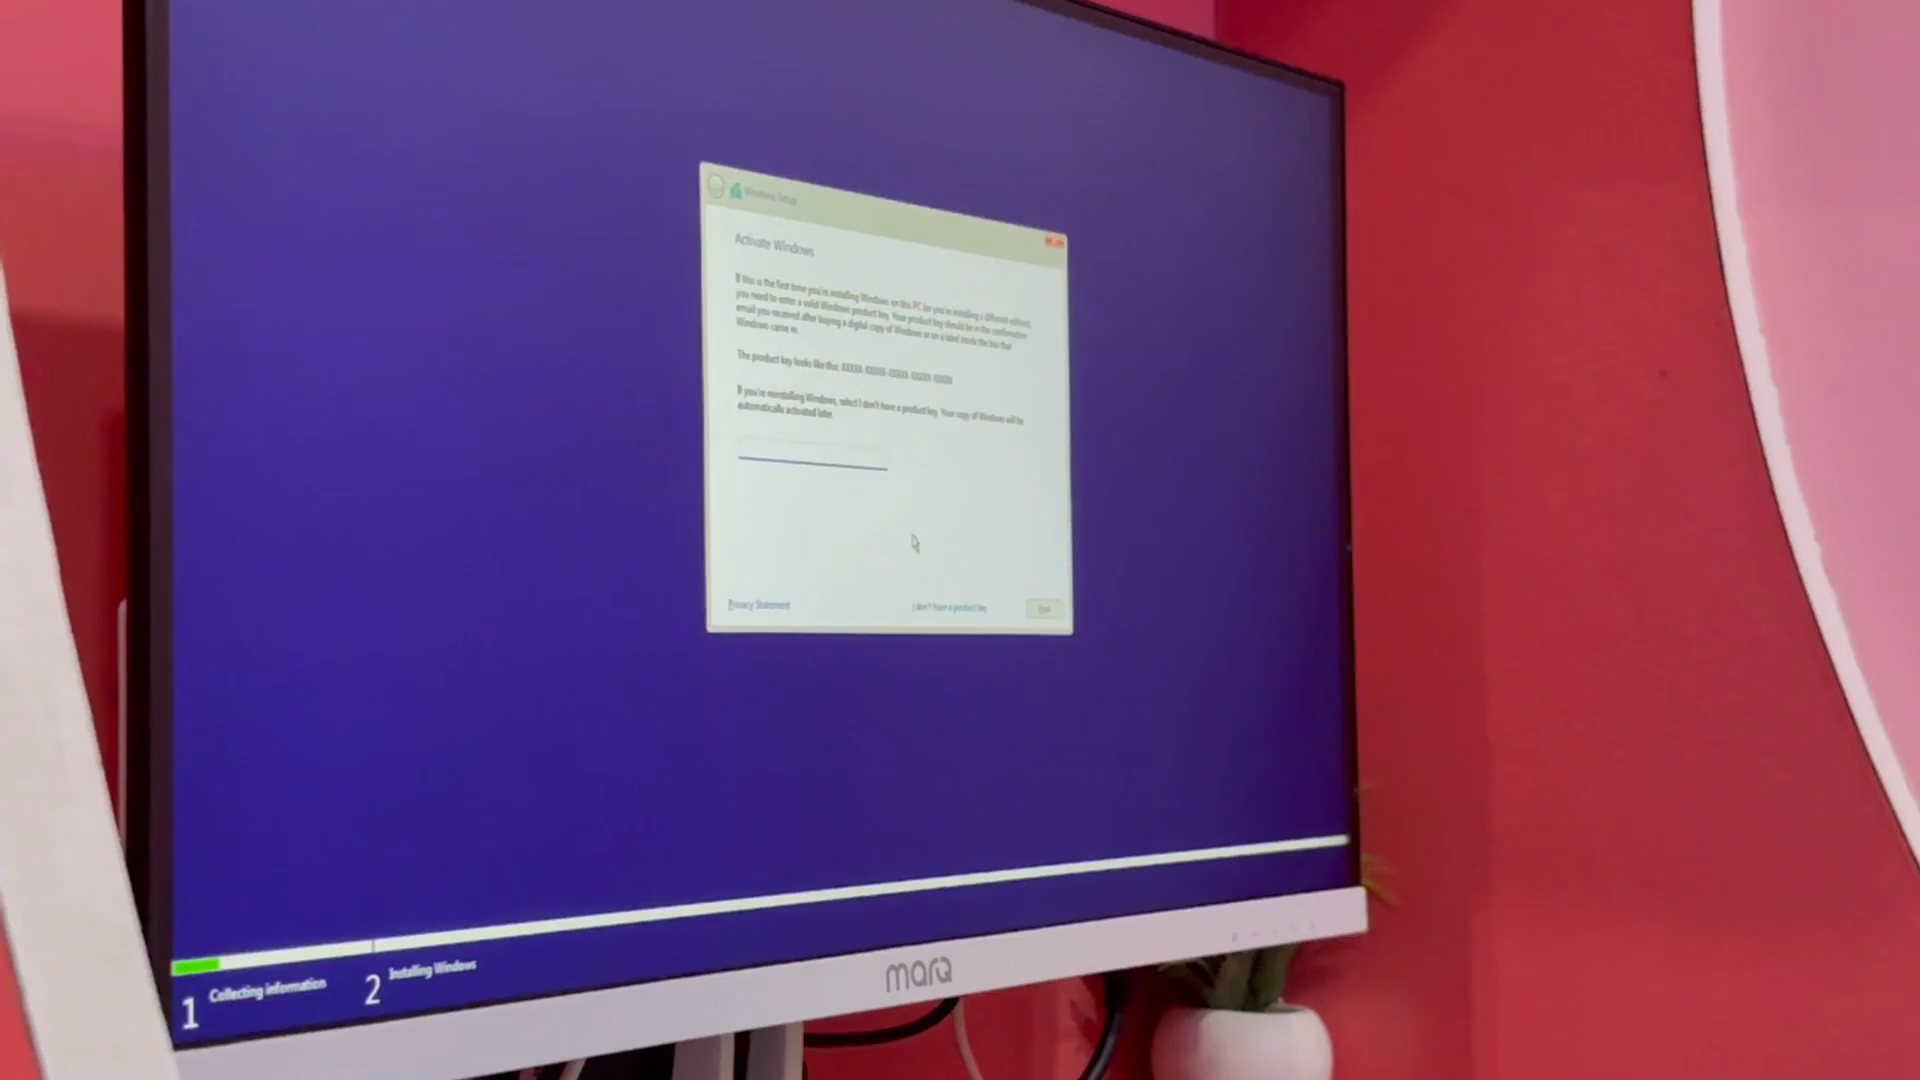 Windows Setup
Activate Windows
If this is the first time you're installing Windows on this PC (or you're installing a different edition),
you need to enter a valid Windows product key. Your product key should be in the confirmation
email you received after buying a digital copy of Windows or on a label inside the box that
Windows came in.
The product key looks like this: XXXXX-XXXXX-XXXXX-XXXXX-XXXXX
If you're reinstalling Windows, select I don't have a product key. Your copy of Windows will be
automatically activated later.
Privacy Statement
I don't have a product key
1 Collecting information
2 Installing Windows
marq